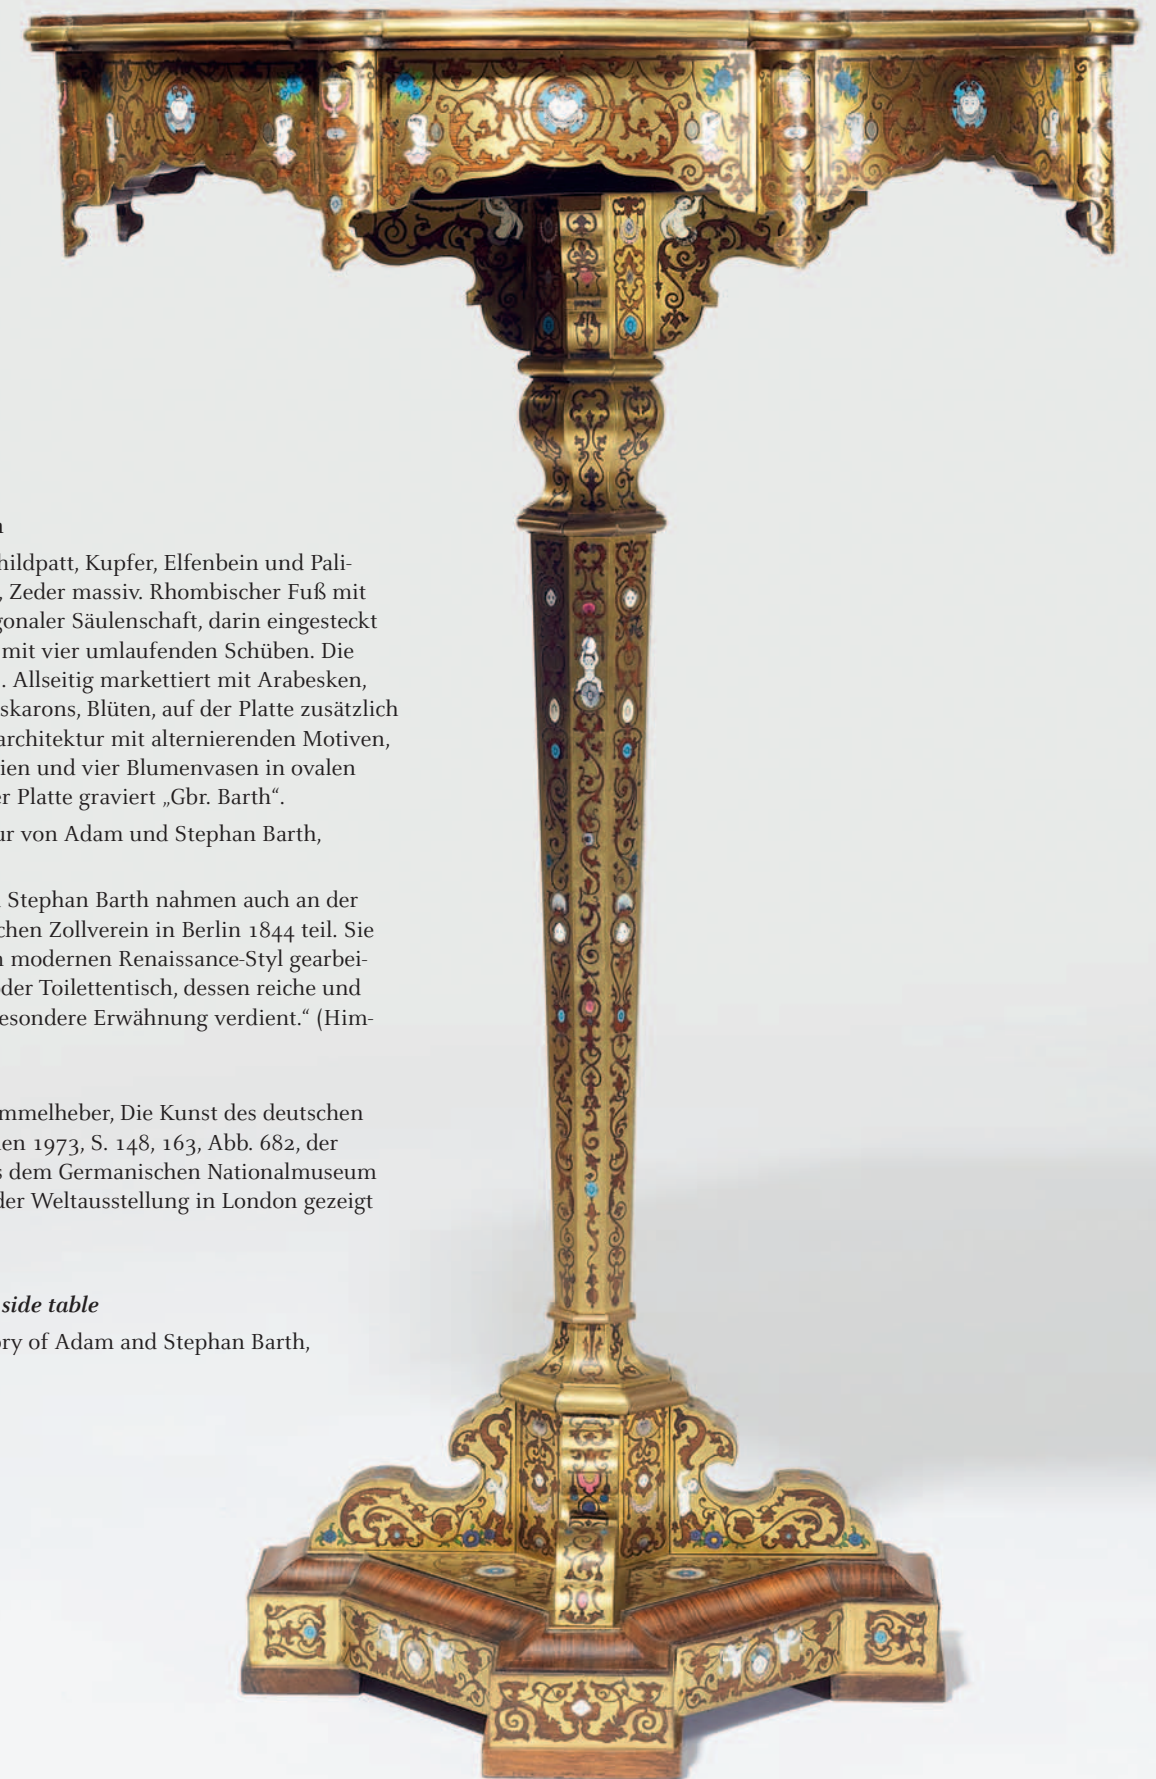 n
hildpatt, Kupfer, Elfenbein und Pali-
, Zeder massiv. Rhombischer Fuß mit
gonaler Säulenschaft, darin eingesteckt
mit vier umlaufenden Schüben. Die
. Allseitig markettiert mit Arabesken,
skarons, Blüten, auf der Platte zusätzlich
architektur mit alternierenden Motiven,
ien und vier Blumenvasen in ovalen
er Platte graviert „Gbr. Barth“.
ur von Adam und Stephan Barth,
Stephan Barth nahmen auch an der
chen Zollverein in Berlin 1844 teil. Sie
n modernen Renaissance-Styl gearbei-
der Toilettentisch, dessen reiche und
esondere Erwähnung verdient.“ (Him-
mmelheber, Die Kunst des deutschen
en 1973, S. 148, 163, Abb. 682, der
s dem Germanischen Nationalmuseum
der Weltausstellung in London gezeigt
side table
ory of Adam and Stephan Barth,